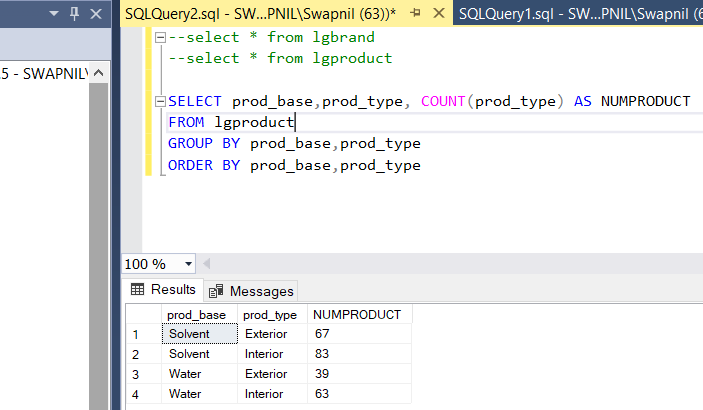 SQLQuery2.sql - SW...PNIL\Swapnil (63))*
SQLQuery1.sql - SW...PNIL\Swapnil (6
5 - SWAPNIL\
--select * from lgbrand
--select * from lgproduct
SELECT prod_base,prod_type, COUNT(prod_type) AS NUMPRODUCT
FROM lgproduct
GROUP BY prod_base,prod_type
ORDER BY prod_base,prod_type
100 %
Results Messages
prod_base prod_type NUMPRODUCT
1 Solvent Exterior 67
2 Solvent Interior 83
3 Water Exterior 39
4 Water Interior 63